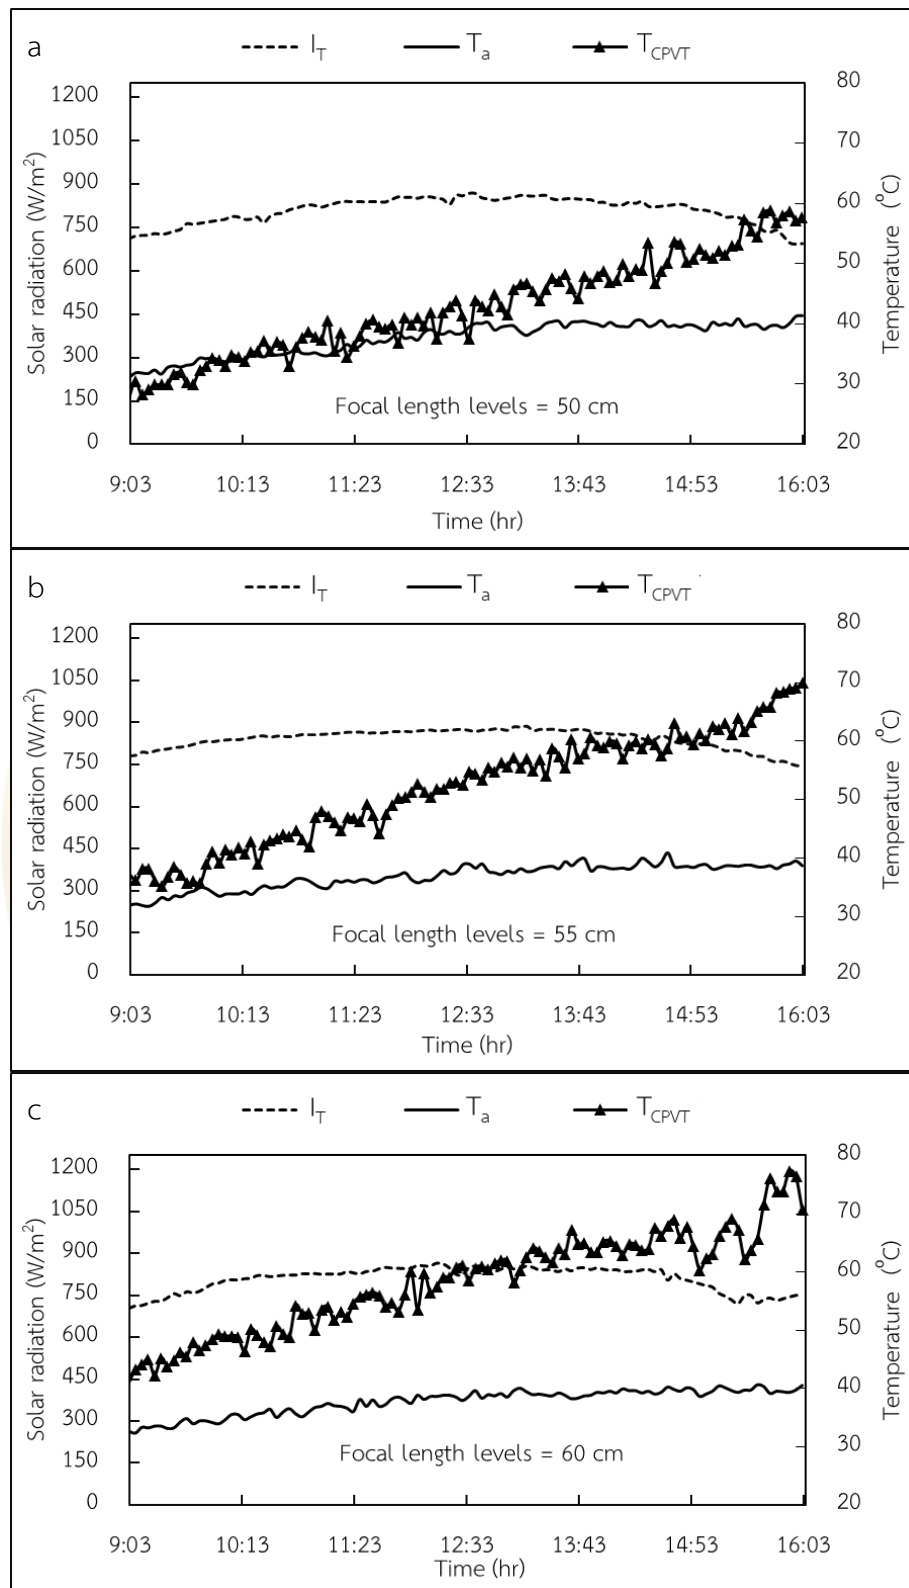 a
I_T T_a T_CPVT
1200
1050
900
750
600
450
300
150
0
Solar radiation (W/m²)
80
70
60
50
40
30
20
Temperature (°C)
Focal length levels = 50 cm
9:03 10:13 11:23 12:33 13:43 14:53 16:03
Time (hr)
b
I_T T_a T_CPVT
1200
1050
900
750
600
450
300
150
0
Solar radiation (W/m²)
80
70
60
50
40
30
20
Temperature (°C)
Focal length levels = 55 cm
9:03 10:13 11:23 12:33 13:43 14:53 16:03
Time (hr)
c
I_T T_a T_CPVT
1200
1050
900
750
600
450
300
150
0
Solar radiation (W/m²)
80
70
60
50
40
30
20
Temperature (°C)
Focal length levels = 60 cm
9:03 10:13 11:23 12:33 13:43 14:53 16:03
Time (hr)